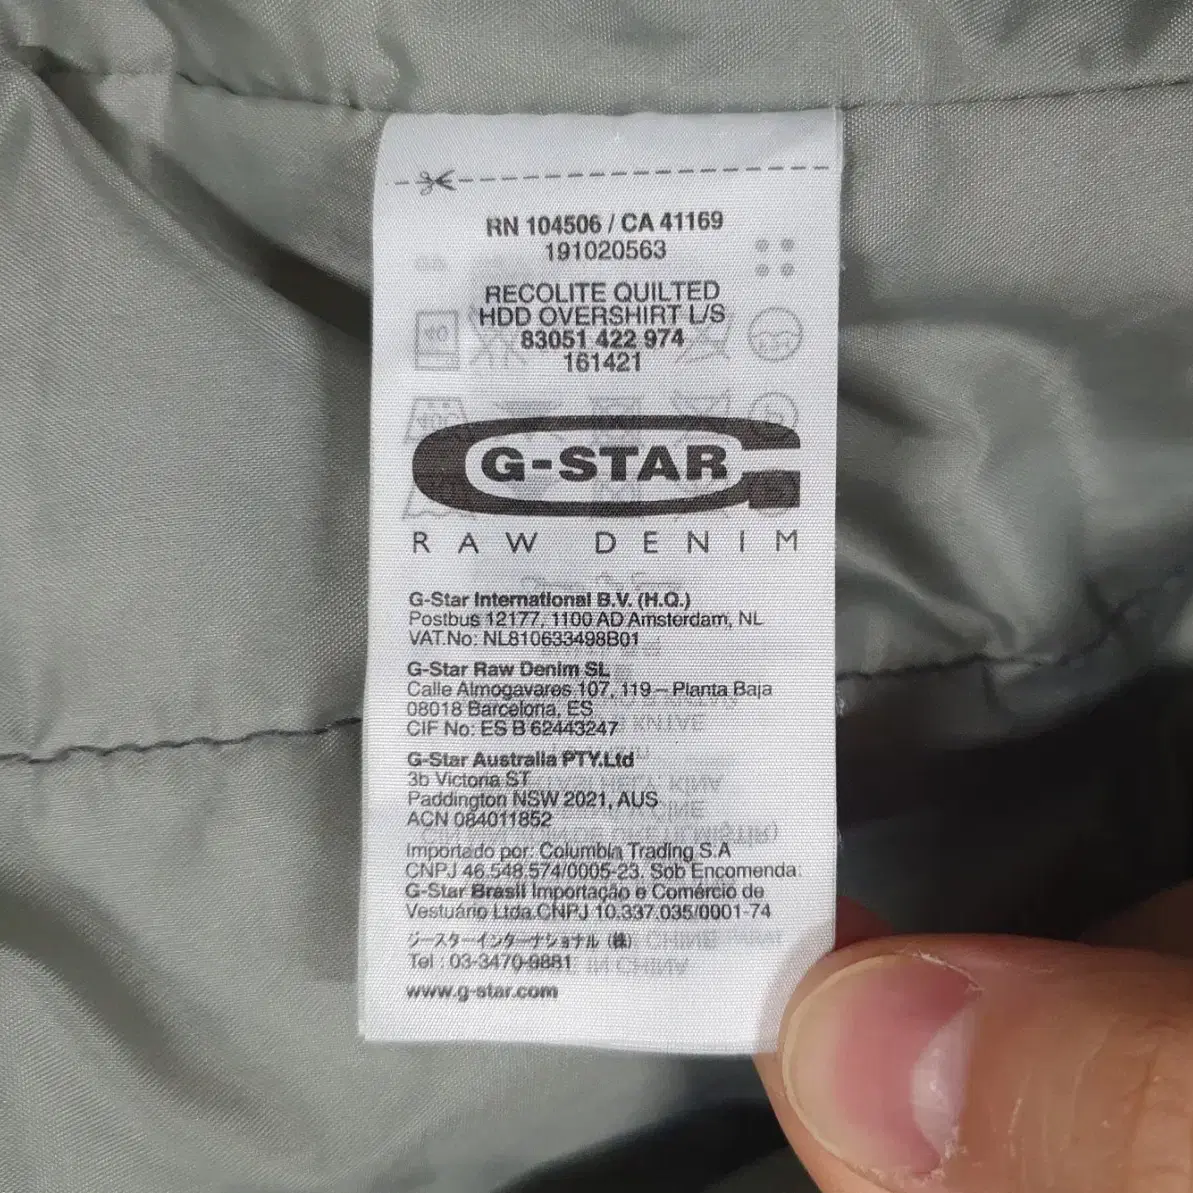 RN 104506 / CA 41169
191020563
RECOLITE QUILTED
HDD OVERSHIRT L/S
83051 422 974
161421
G-STAR
RAW DENIM
G-Star International B.V. (H.Q.)
Postbus 12177, 1100 AD Amsterdam, NL
VAT.No: NL810633498B01
G-Star Raw Denim SL
Calle Almogavares 107, 119 – Planta Baja
08018 Barcelona, ES
CIF No: ES B 62443247
G-Star Australia PTY.Ltd
3b Victoria ST
Paddington NSW 2021, AUS
ACN 084011852
Importado por: Columbia Trading S.A
CNPJ 46.548.574/0005-23. Sob Encomenda:
G-Star Brasil Importação e Comércio de
Vestuário Ltda.CNPJ 10.337.035/0001-74
ジースターインターナショナル (株)
Tel : 03-3470-9881
www.g-star.com